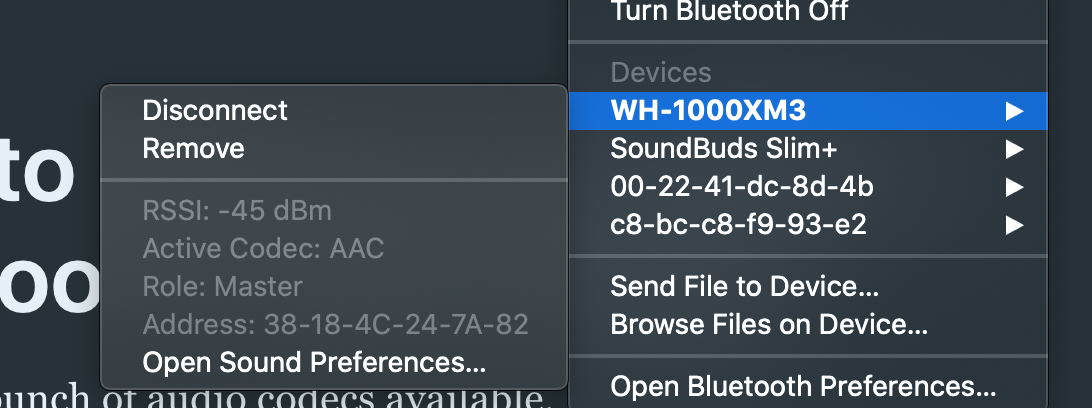 Turn Bluetooth Off
Devices
WH-1000XM3
SoundBuds Slim+
00-22-41-dc-8d-4b
c8-bc-c8-f9-93-e2
Send File to Device...
Browse Files on Device...
Open Bluetooth Preferences...
Disconnect
Remove
RSSI: -45 dBm
Active Codec: AAC
Role: Master
Address: 38-18-4C-24-7A-82
Open Sound Preferences...
to
of audio codecs available.